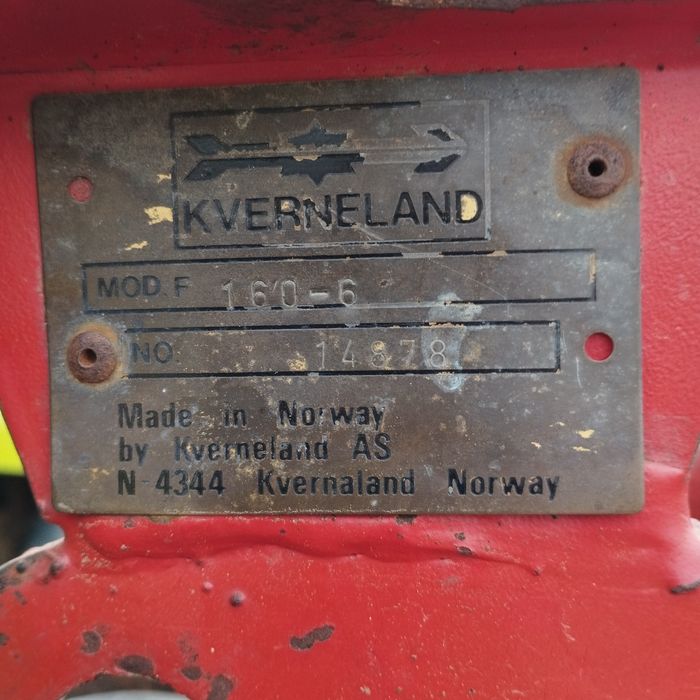 KVERNELAND
MOD. F 160-6
NO. 14878
Made in Norway
by Kverneland AS
N-4344 Kvernaland Norway